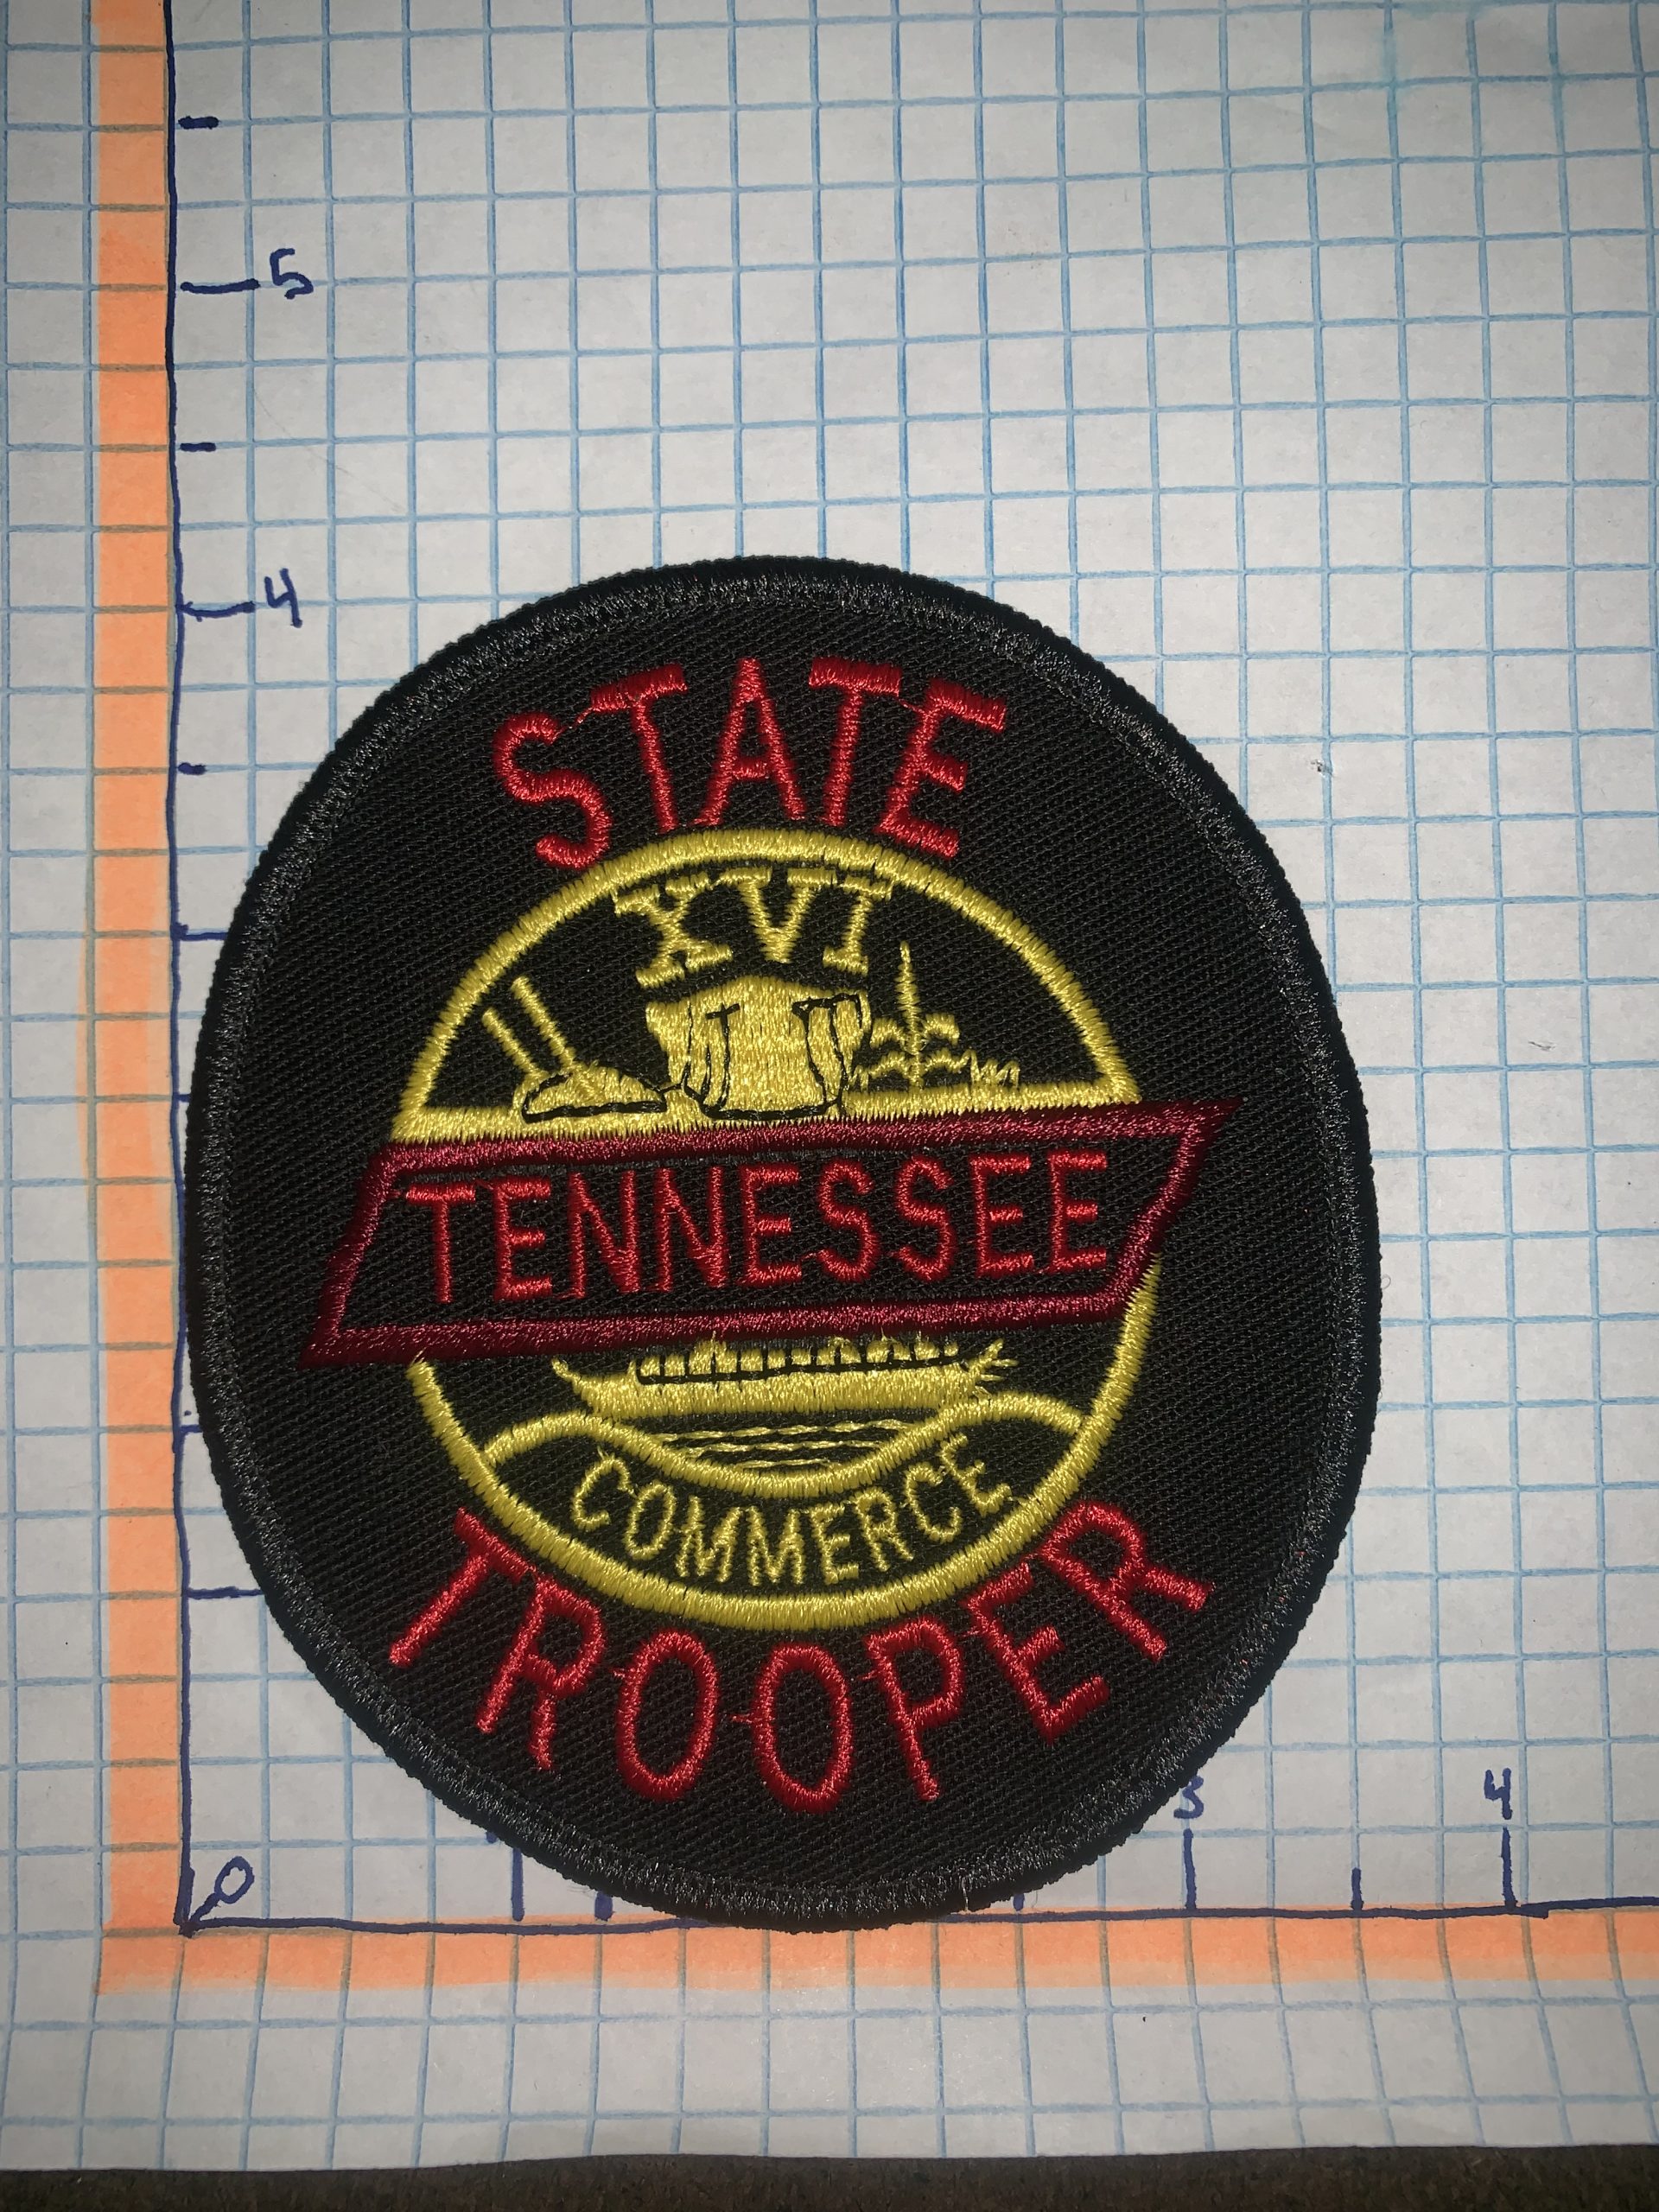 5
4
STATE
XVI
TENNESSEE
COMMERCE
TROOPER
3
4
0